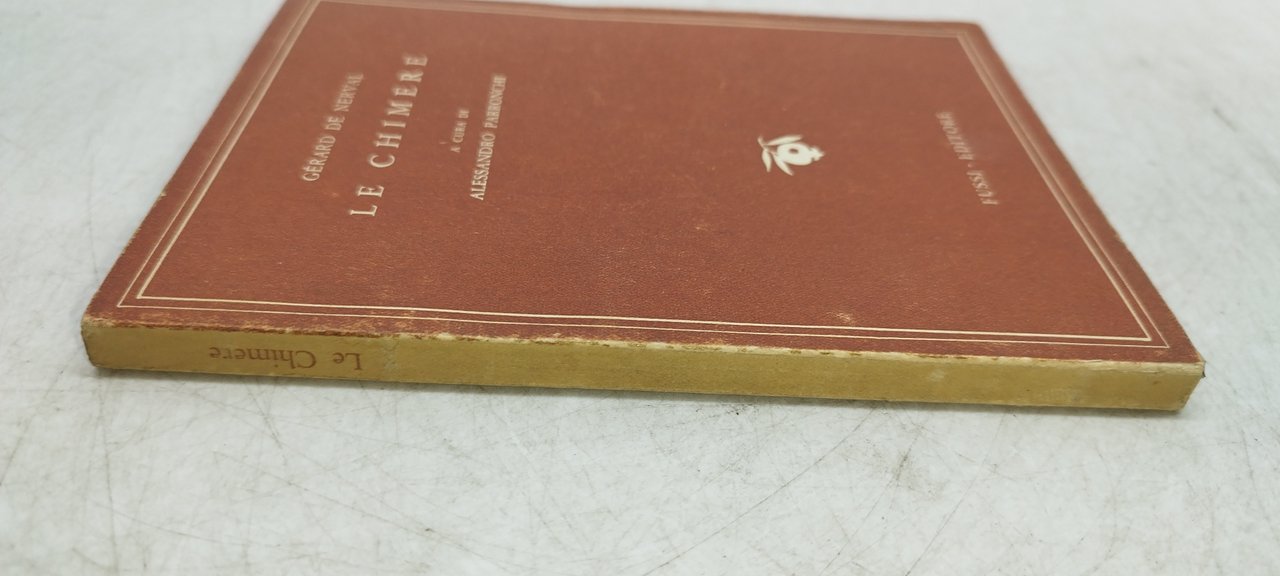 GÉRARD DE NERVAL
LE CHIMERE
A CURA DI
ALESSANDRO PARRONCHI
FUSSI · EDITORE
Le Chimere